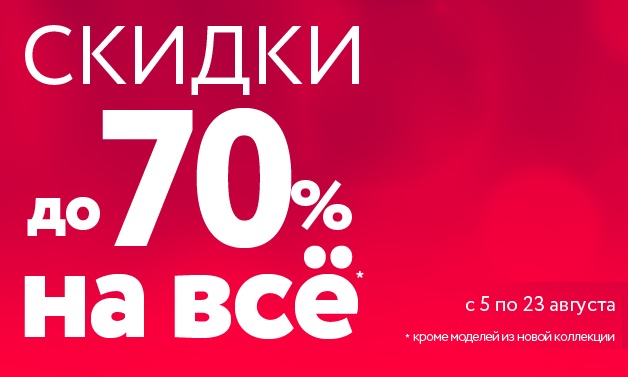 СКИДКИ
до 70%
на всё*
с 5 по 23 августа
* кроме моделей из новой коллекции